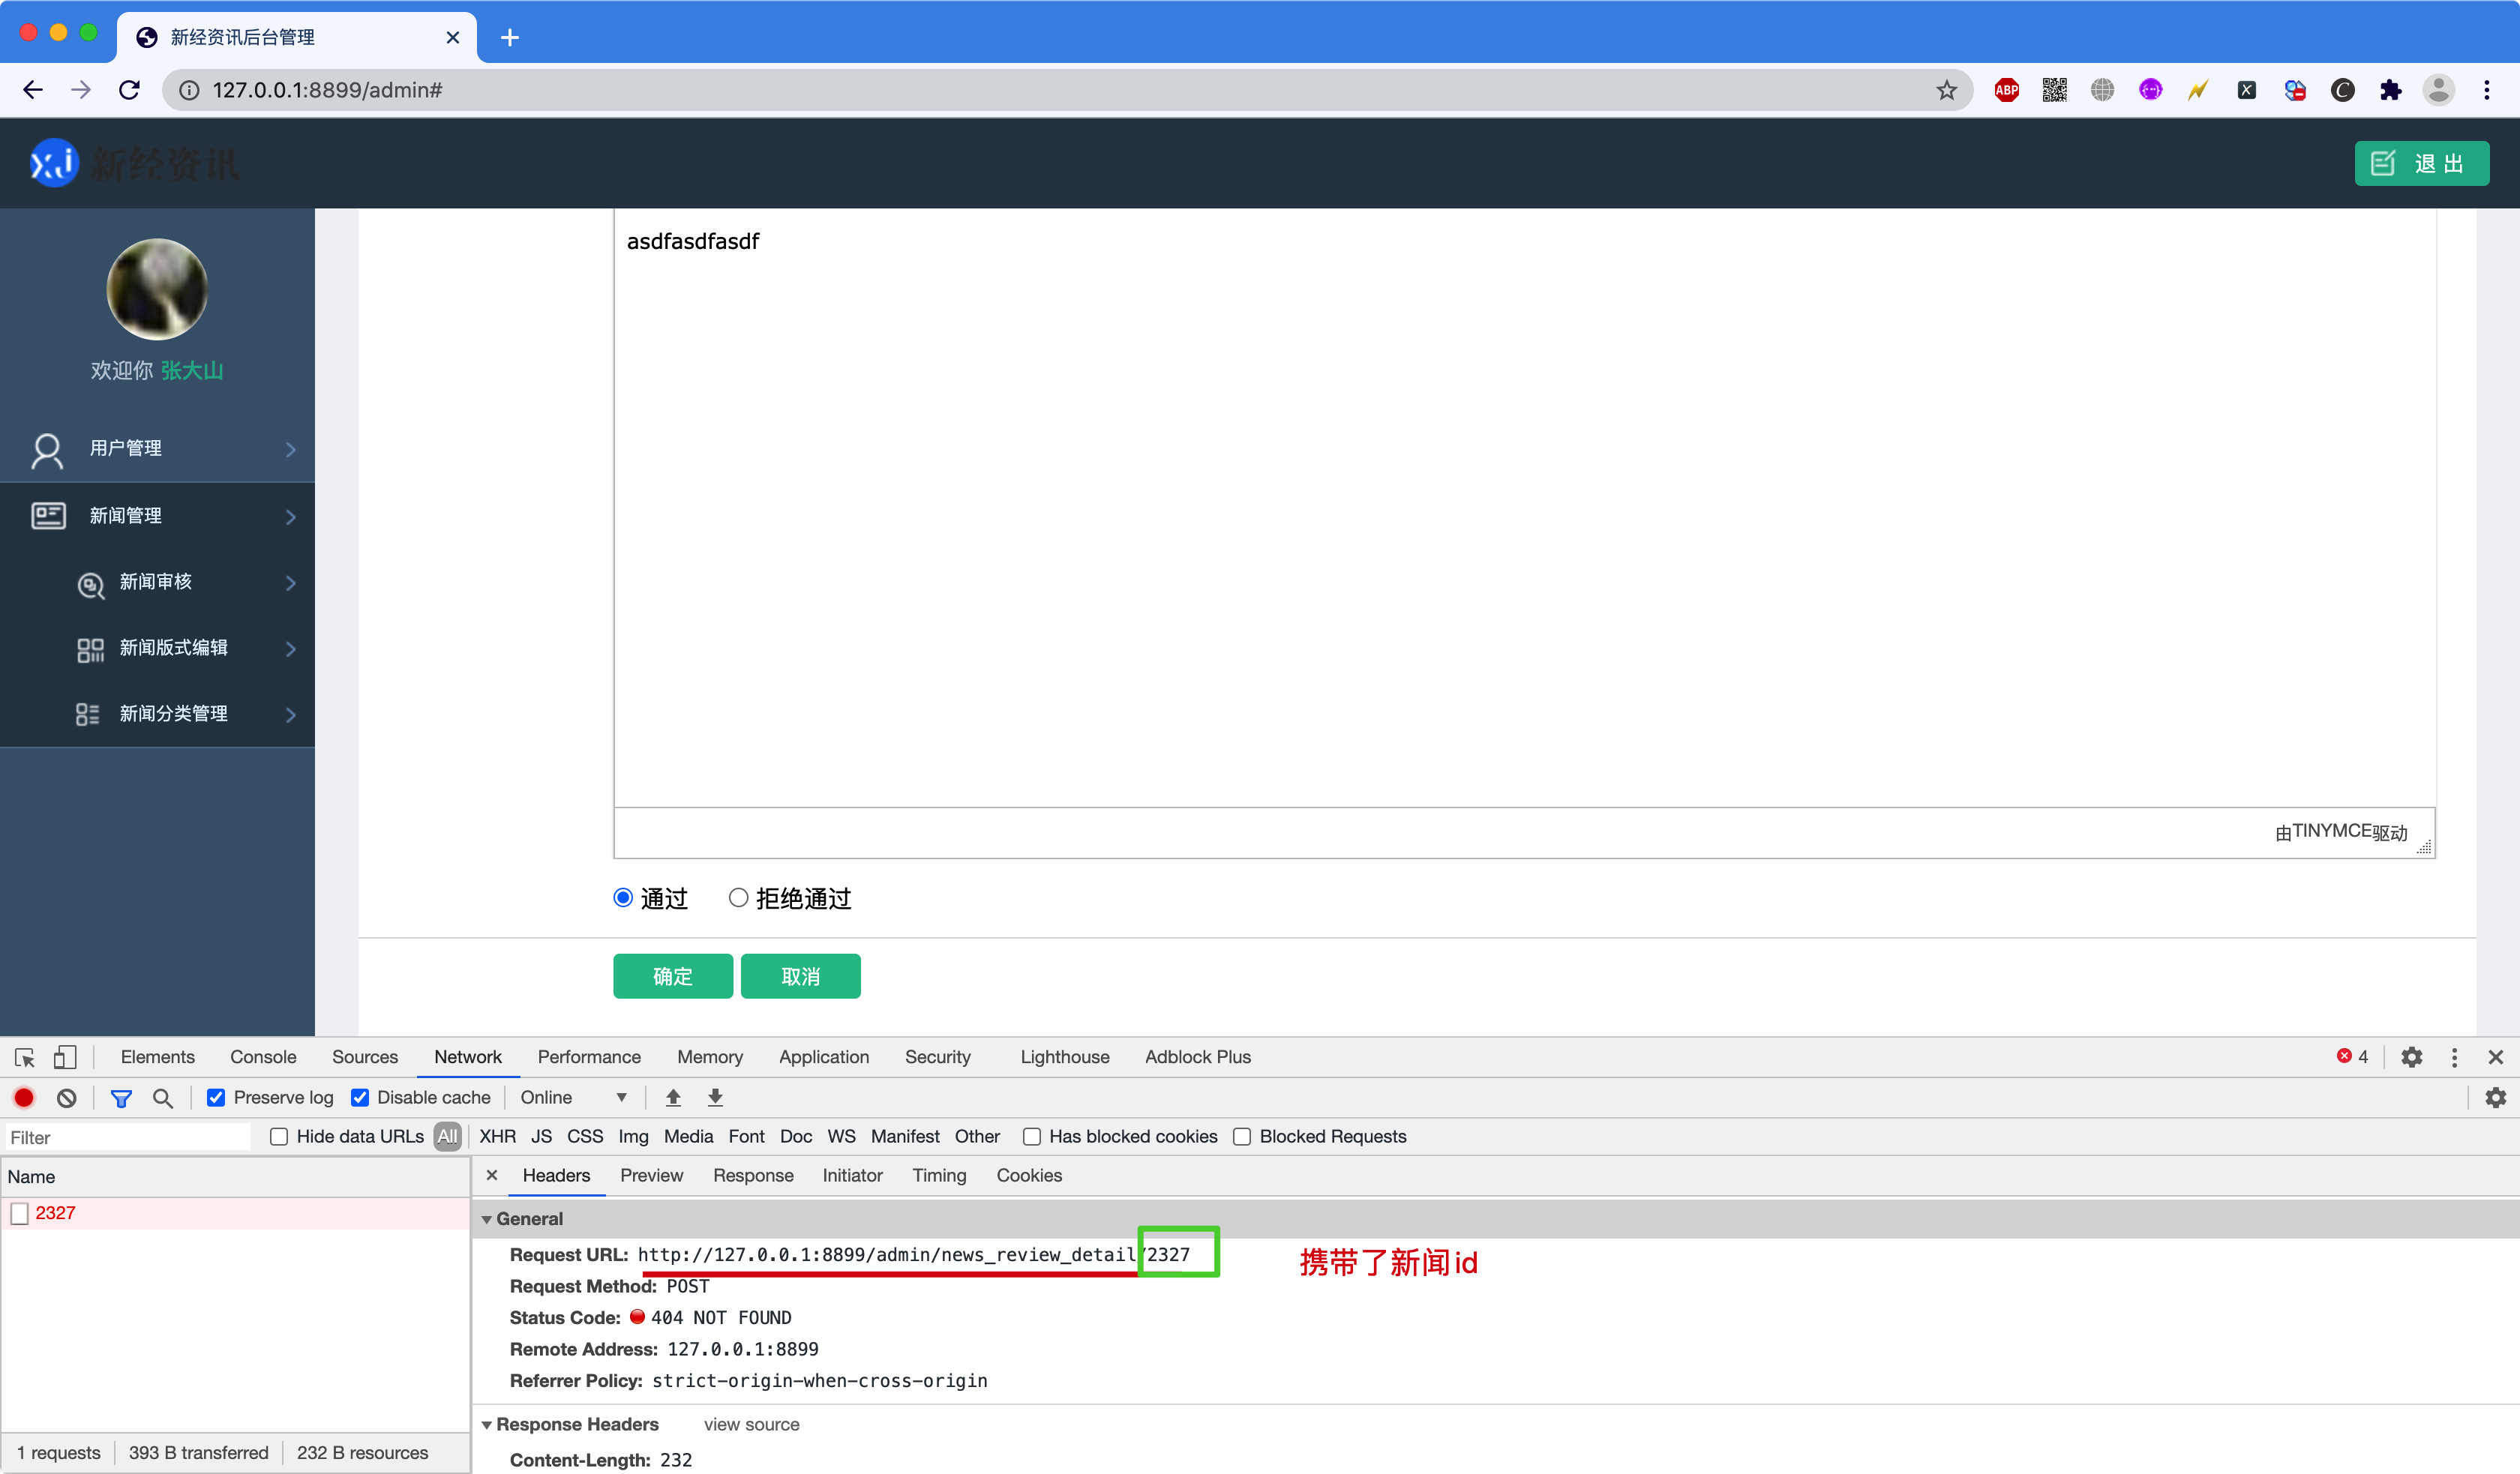 新经资讯后台管理
127.0.0.1:8899/admin#
ABP
新经资讯
退 出
asdfasdfasdf
欢迎你 张大山
用户管理
新闻管理
新闻审核
新闻版式编辑
新闻分类管理
由TINYMCE驱动
通过 拒绝通过
确定 取消
Elements Console Sources Network Performance Memory Application Security Lighthouse Adblock Plus 4
Preserve log Disable cache Online
Filter Hide data URLs All XHR JS CSS Img Media Font Doc WS Manifest Other Has blocked cookies Blocked Requests
Name
Headers Preview Response Initiator Timing Cookies
2327
General
Request URL: http://127.0.0.1:8899/admin/news_review_detail/2327
携带了新闻id
Request Method: POST
Status Code: 404 NOT FOUND
Remote Address: 127.0.0.1:8899
Referrer Policy: strict-origin-when-cross-origin
Response Headers view source
Content-Length: 232
1 requests 393 B transferred 232 B resources